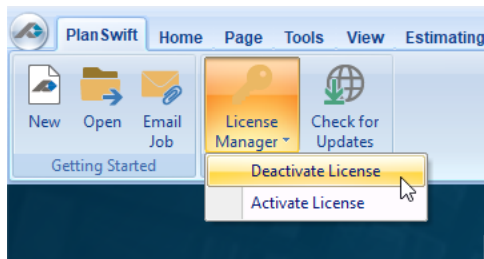 PlanSwift Home Page Tools View Estimating
New Open Email Job License Manager Check for Updates
Getting Started
Deactivate License
Activate License